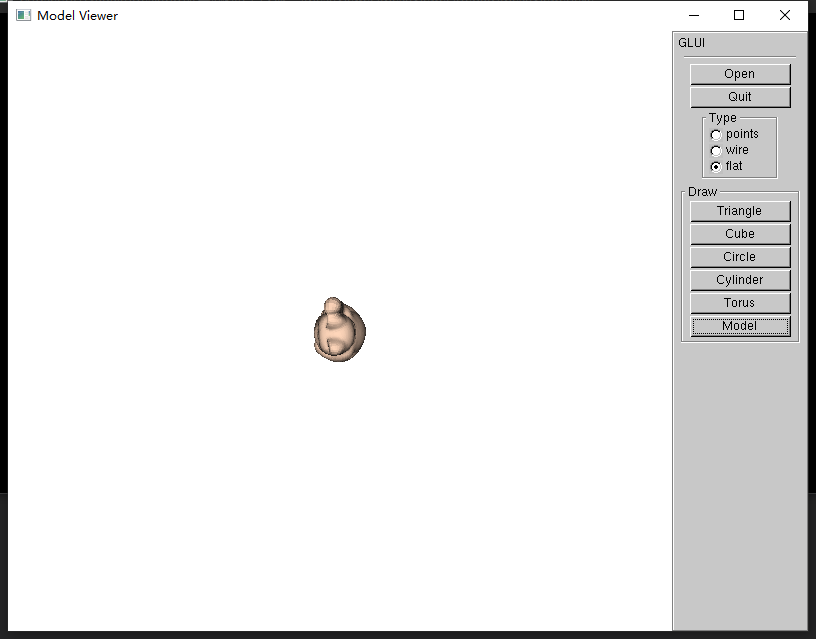 Model Viewer
GLUI
Open
Quit
Type
points
wire
flat
Draw
Triangle
Cube
Circle
Cylinder
Torus
Model